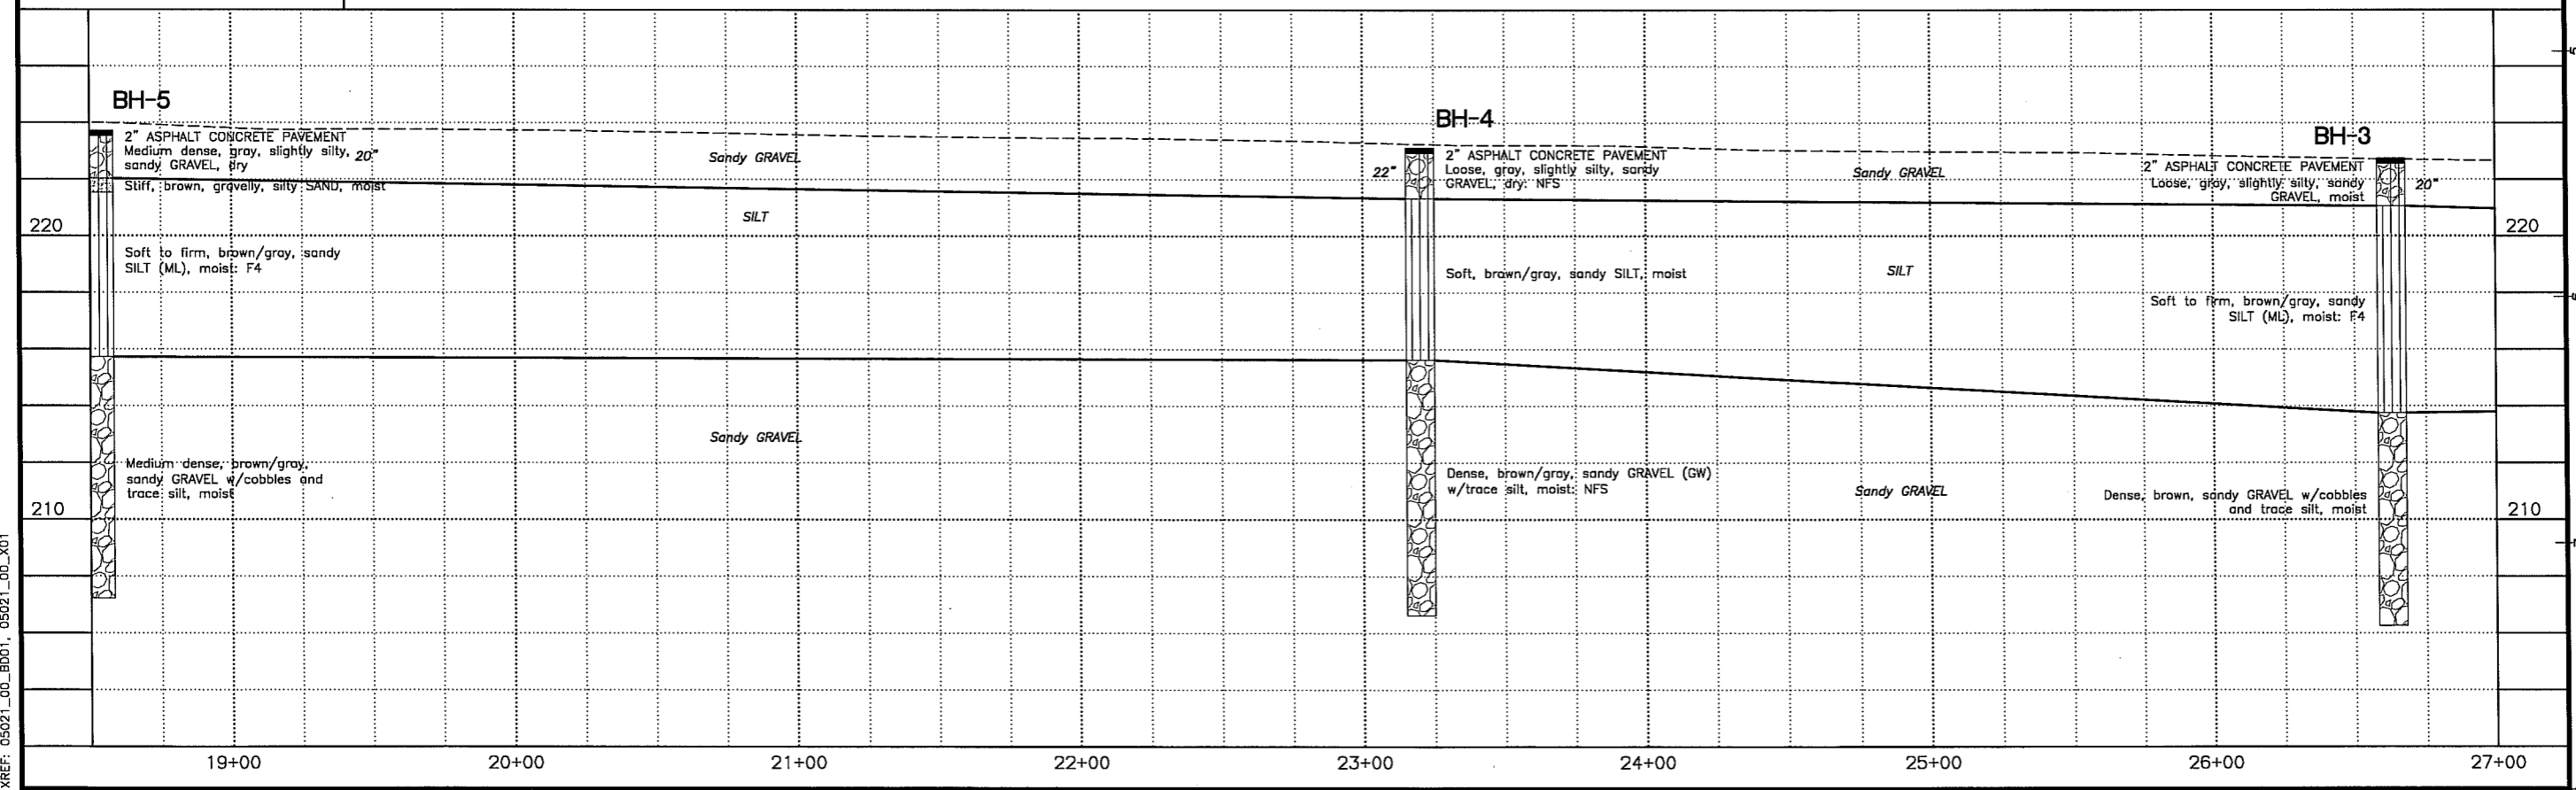 BH-5
2" ASPHALT CONCRETE PAVEMENT
Medium dense, gray, slightly silty,
sandy GRAVEL, dry
20"
Stiff, brown, gravelly, silty SAND, moist
Soft to firm, brown/gray, sandy
SILT (ML), moist: F4
Medium dense, brown/gray,
sandy GRAVEL w/cobbles and
trace silt, moist
Sandy GRAVEL
SILT
Sandy GRAVEL
BH-4
22"
2" ASPHALT CONCRETE PAVEMENT
Loose, gray, slightly silty, sandy
GRAVEL, dry: NFS
Soft, brown/gray, sandy SILT, moist
Dense, brown/gray, sandy GRAVEL (GW)
w/trace silt, moist: NFS
Sandy GRAVEL
SILT
Sandy GRAVEL
BH-3
2" ASPHALT CONCRETE PAVEMENT
Loose, gray, slightly silty, sandy
GRAVEL, moist
20"
Soft to firm, brown/gray, sandy
SILT (ML), moist: F4
Dense, brown, sandy GRAVEL w/cobbles
and trace silt, moist
220
220
210
210
19+00
20+00
21+00
22+00
23+00
24+00
25+00
26+00
27+00
XREF: 05021_00_BD01, 05021_00_X01